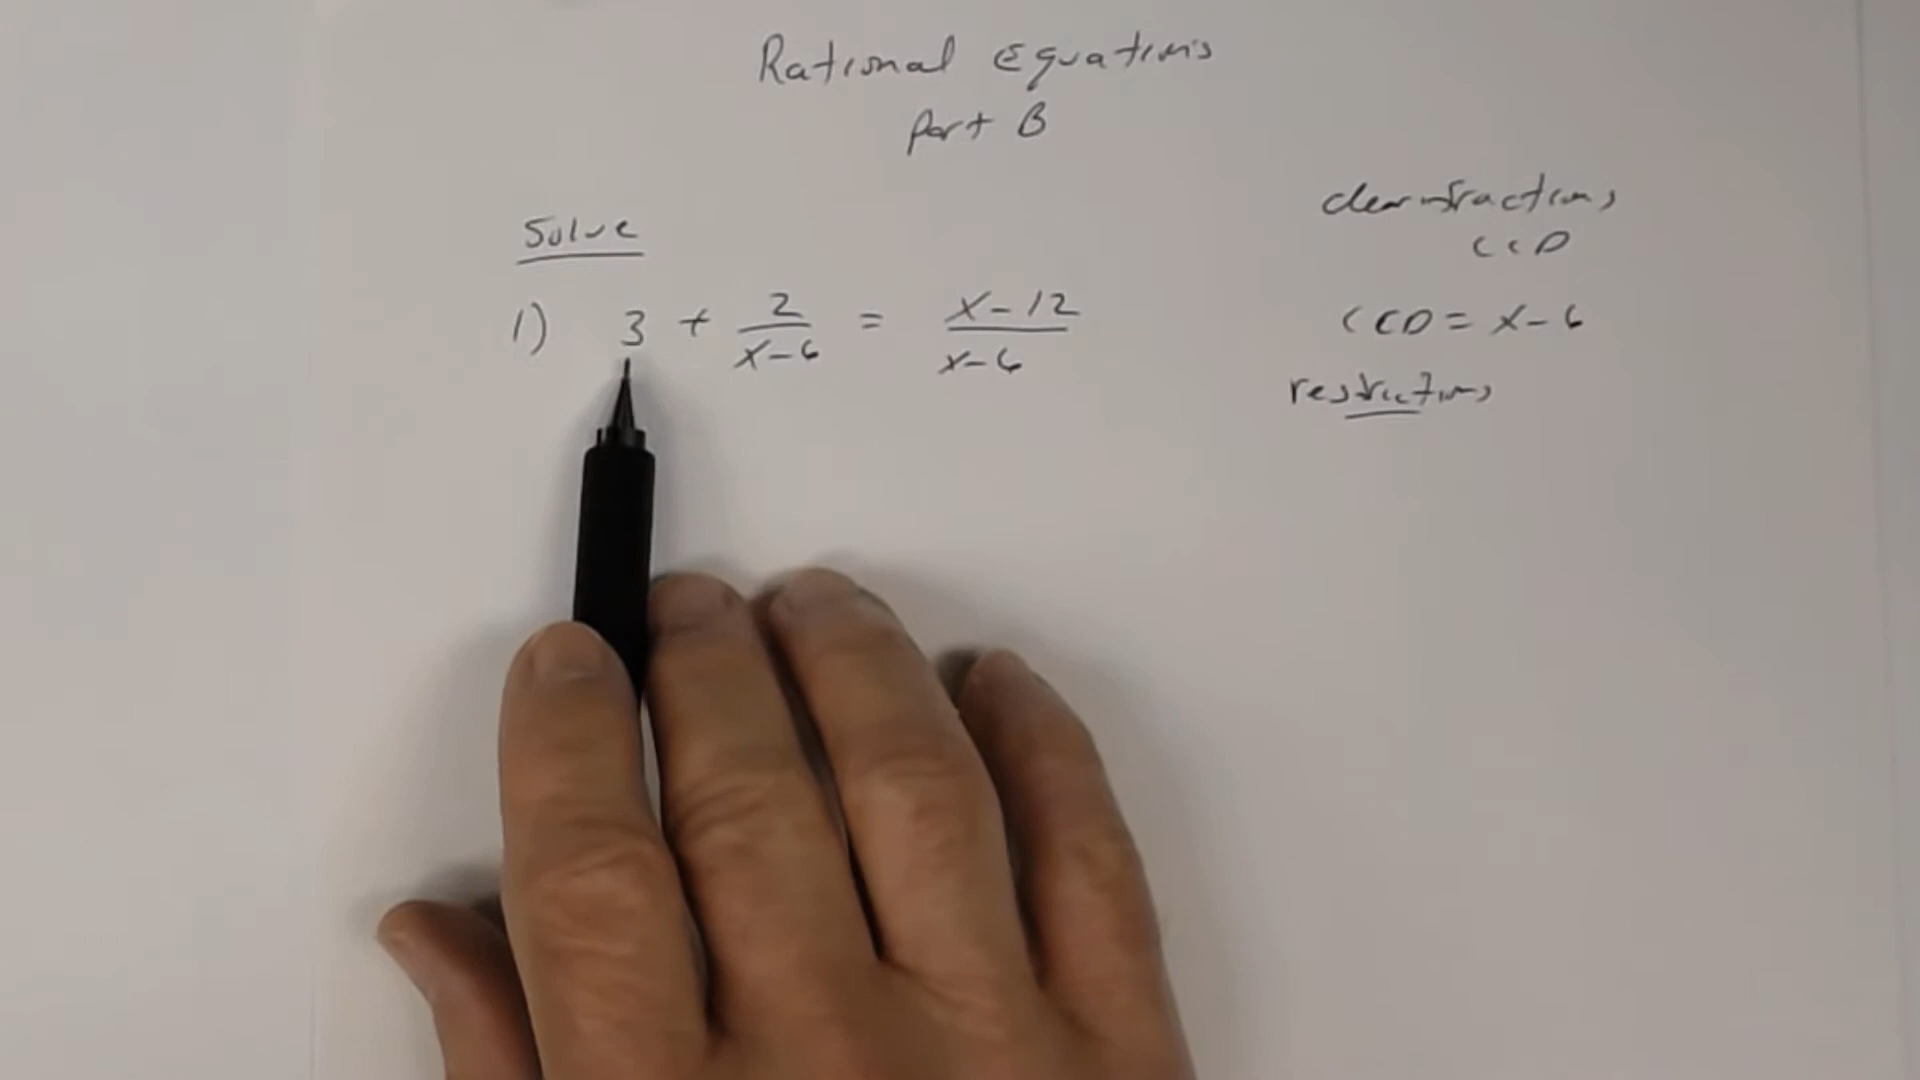 Rational Equations
Part B
Solve
1) 3 + 2/(x-6) = (x-12)/(x-6)
clear fractions
LCD
LCD = x-6
restrictions